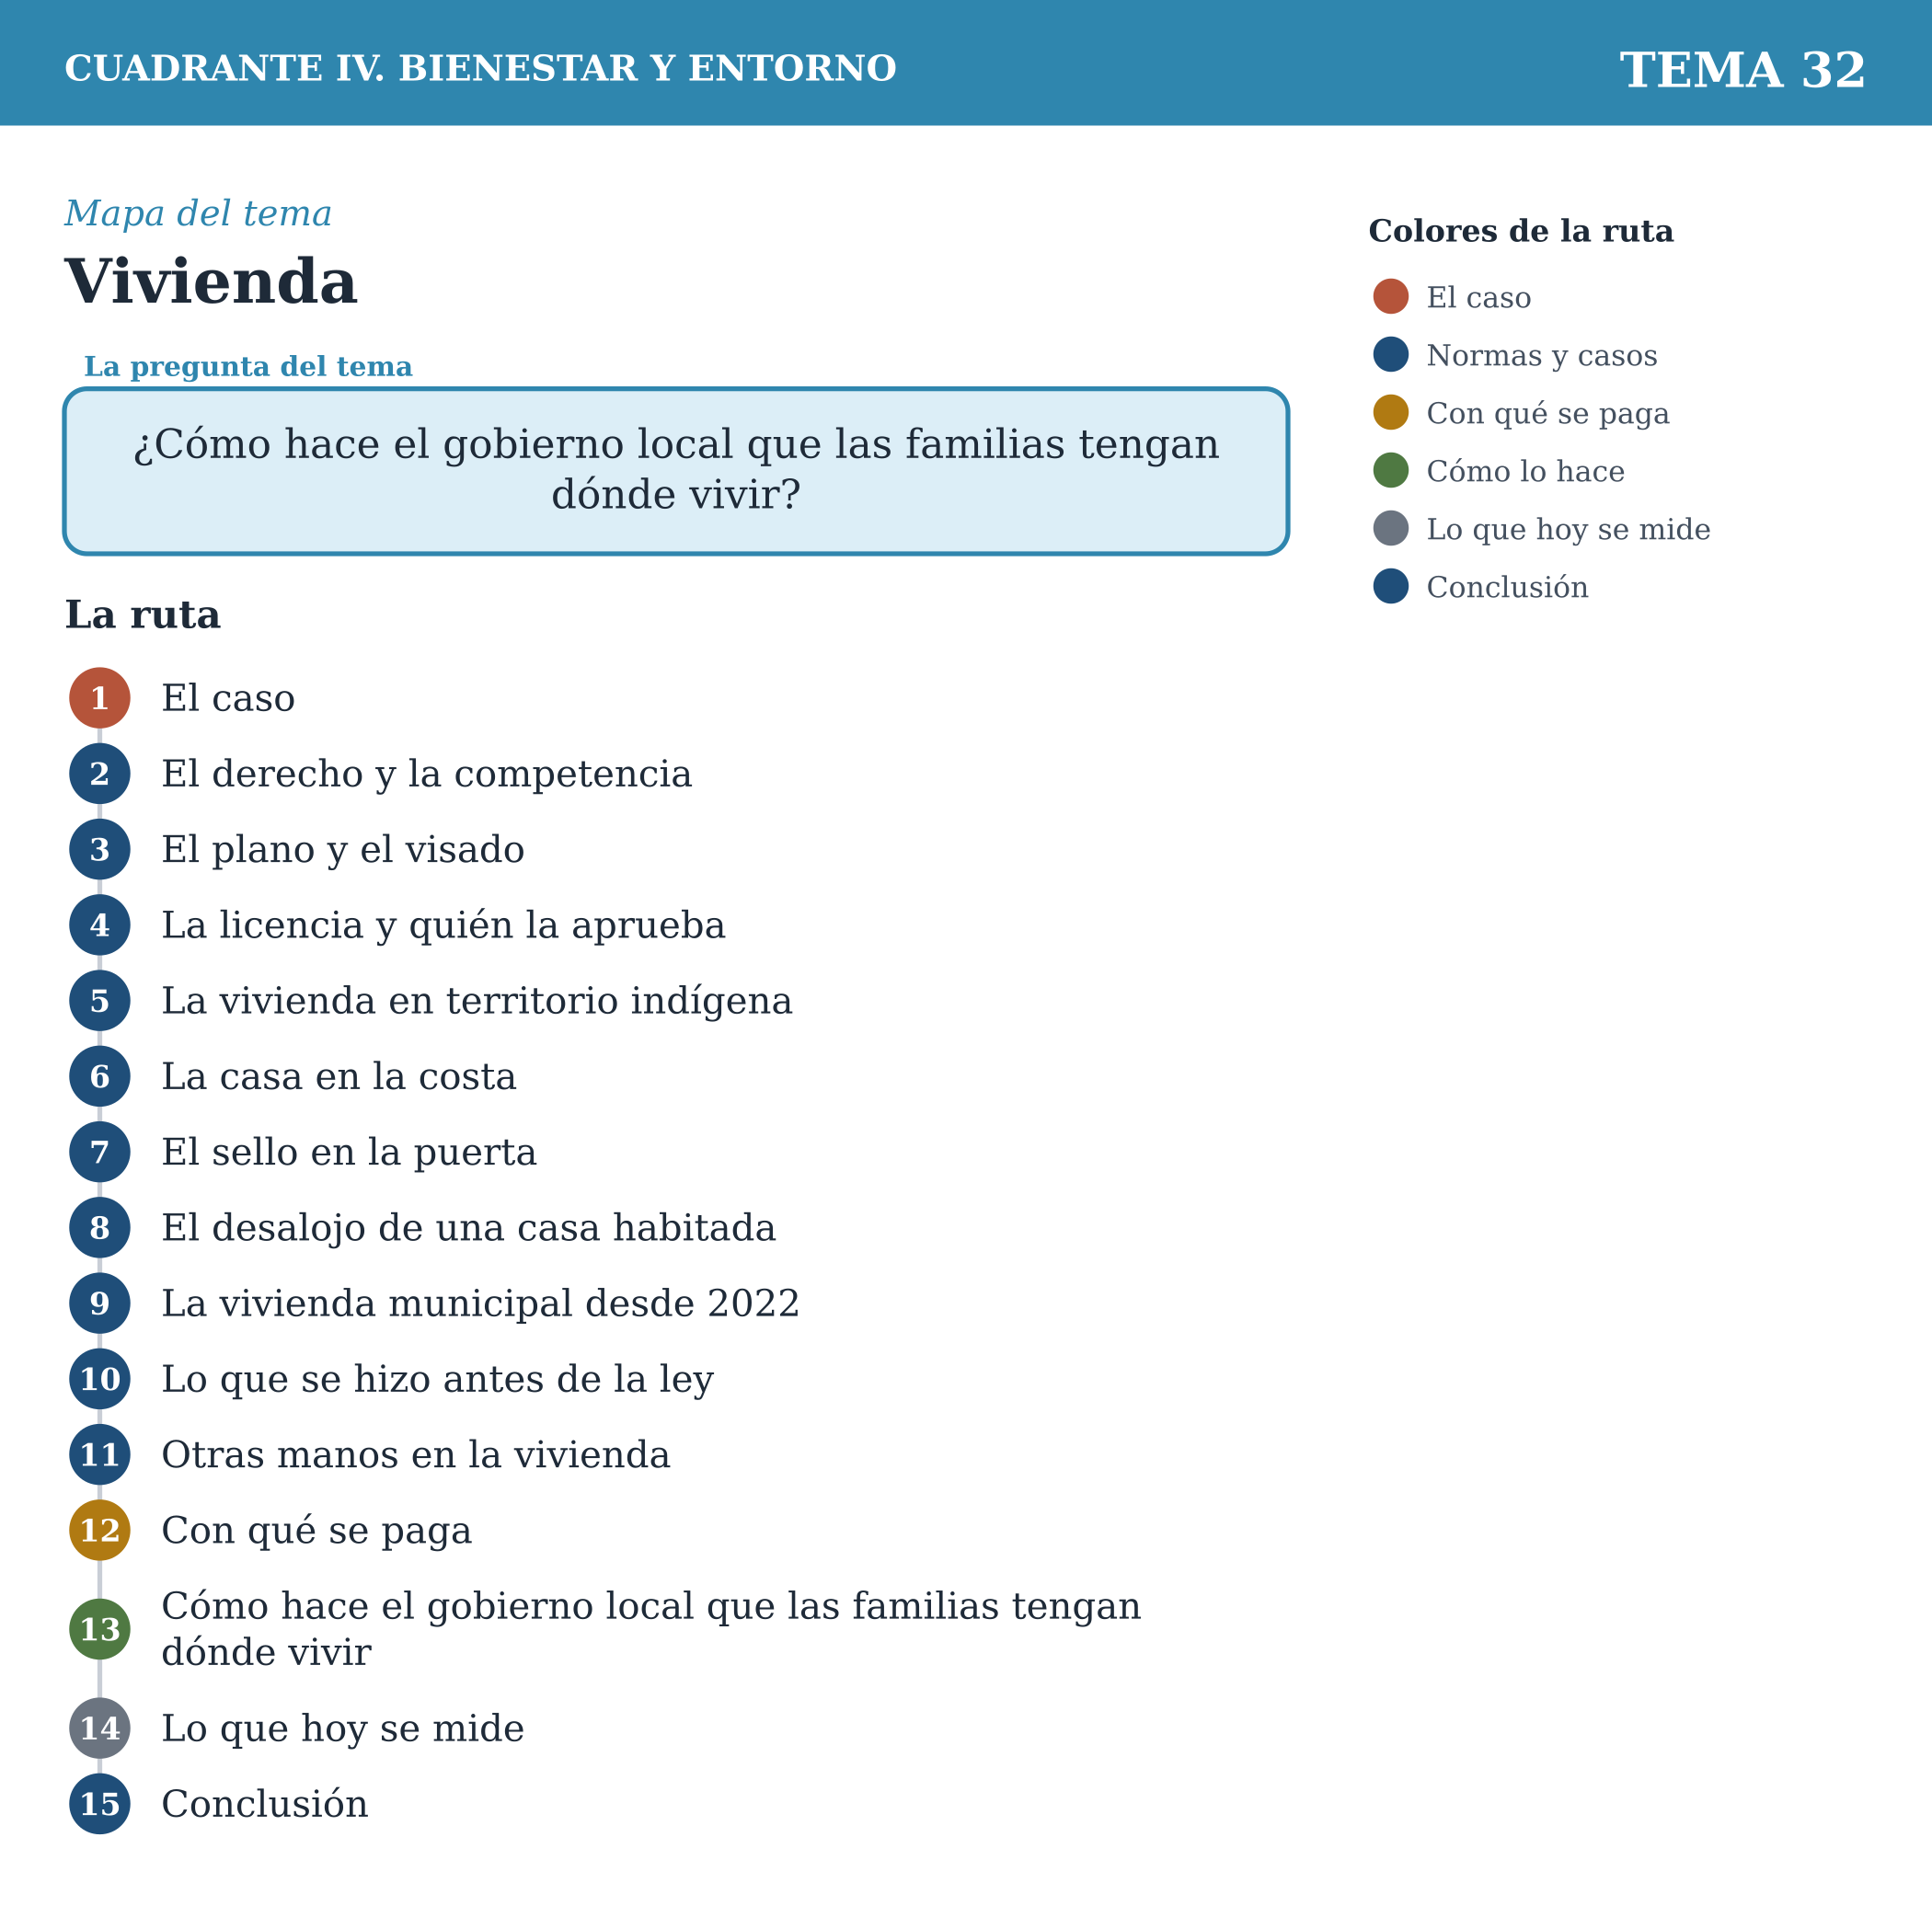 CUADRANTE IV. BIENESTAR Y ENTORNO
TEMA 32
Mapa del tema
Vivienda
La pregunta del tema
¿Cómo hace el gobierno local que las familias tengan
dónde vivir?
Colores de la ruta
El caso
Normas y casos
Con qué se paga
Cómo lo hace
Lo que hoy se mide
Conclusión
La ruta
1 El caso
2 El derecho y la competencia
3 El plano y el visado
4 La licencia y quién la aprueba
5 La vivienda en territorio indígena
6 La casa en la costa
7 El sello en la puerta
8 El desalojo de una casa habitada
9 La vivienda municipal desde 2022
10 Lo que se hizo antes de la ley
11 Otras manos en la vivienda
12 Con qué se paga
13 Cómo hace el gobierno local que las familias tengan
dónde vivir
14 Lo que hoy se mide
15 Conclusión